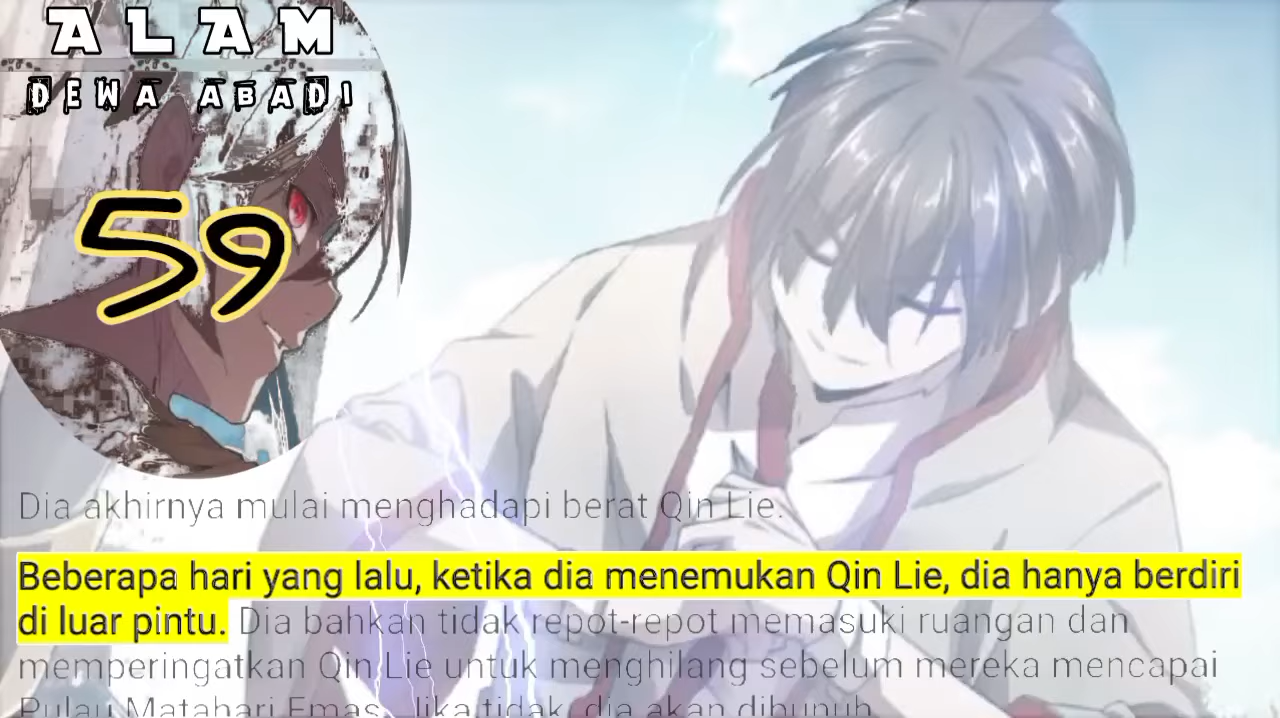 ALAM
DEWA ABADI
59
Dia akhirnya mulai menghadapi berat Qin Lie.
Beberapa hari yang lalu, ketika dia menemukan Qin Lie, dia hanya berdiri
di luar pintu. Dia bahkan tidak repot-repot memasuki ruangan dan
memperingatkan Qin Lie untuk menghilang sebelum mereka mencapai
Pulau Matahari Emas. Jika tidak, dia akan dibunuh.